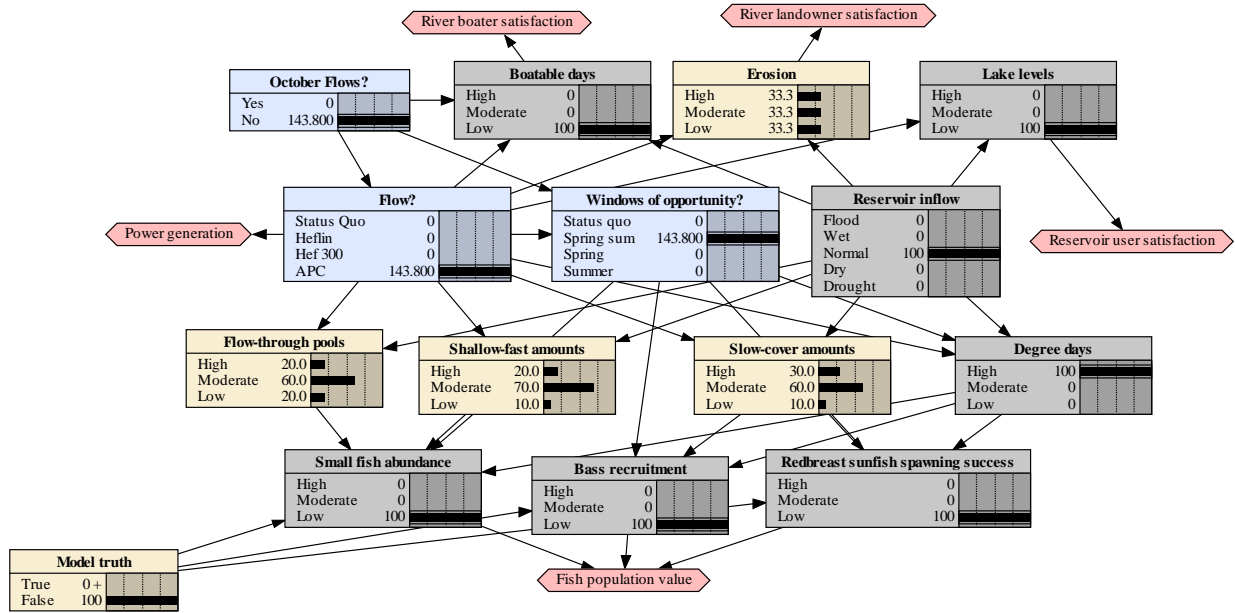 River boater satisfaction
River landowner satisfaction
October Flows?
Yes 0
No 143.800
Boatable days
High 0
Moderate 0
Low 100
Erosion
High 33.3
Moderate 33.3
Low 33.3
Lake levels
High 0
Moderate 0
Low 100
Power generation
Flow?
Status Quo 0
Heflin 0
Hef 300 0
APC 143.800
Windows of opportunity?
Status quo 0
Spring sum 143.800
Spring 0
Summer 0
Reservoir inflow
Flood 0
Wet 0
Normal 100
Dry 0
Drought 0
Reservoir user satisfaction
Flow-through pools
High 20.0
Moderate 60.0
Low 20.0
Shallow-fast amounts
High 20.0
Moderate 70.0
Low 10.0
Slow-cover amounts
High 30.0
Moderate 60.0
Low 10.0
Degree days
High 100
Moderate 0
Low 0
Small fish abundance
High 0
Moderate 0
Low 100
Bass recruitment
High 0
Moderate 0
Low 100
Redbreast sunfish spawning success
High 0
Moderate 0
Low 100
Model truth
True 0 +
False 100
Fish population value